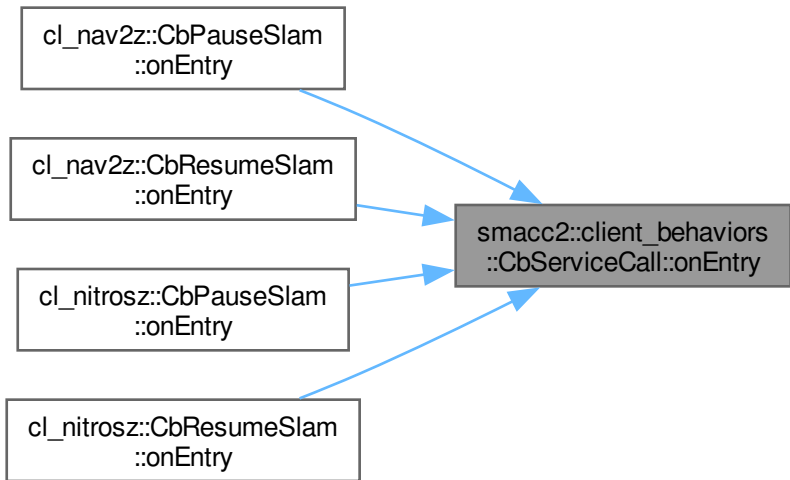 cl_nav2z::CbPauseSlam
::onEntry
cl_nav2z::CbResumeSlam
::onEntry
smacc2::client_behaviors
::CbServiceCall::onEntry
cl_nitrosz::CbPauseSlam
::onEntry
cl_nitrosz::CbResumeSlam
::onEntry